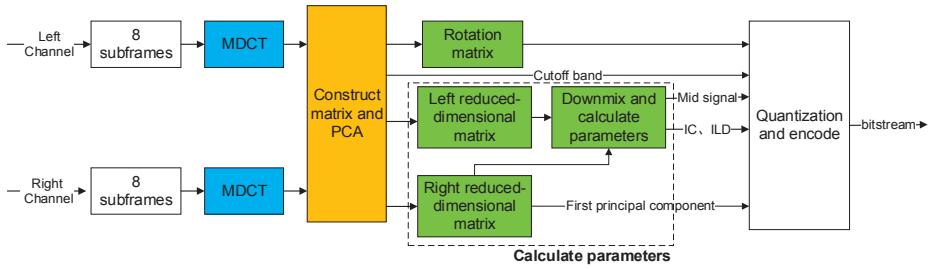 Left
Channel
8
subframes
MDCT
Construct
matrix and
PCA
Rotation
matrix
Cutoff band
Left reduced-
dimensional
matrix
Downmix and
calculate
parameters
Mid signal
IC、ILD
Quantization
and encode
bitstream
Right
Channel
8
subframes
MDCT
Right reduced-
dimensional
matrix
First principal component
Calculate parameters